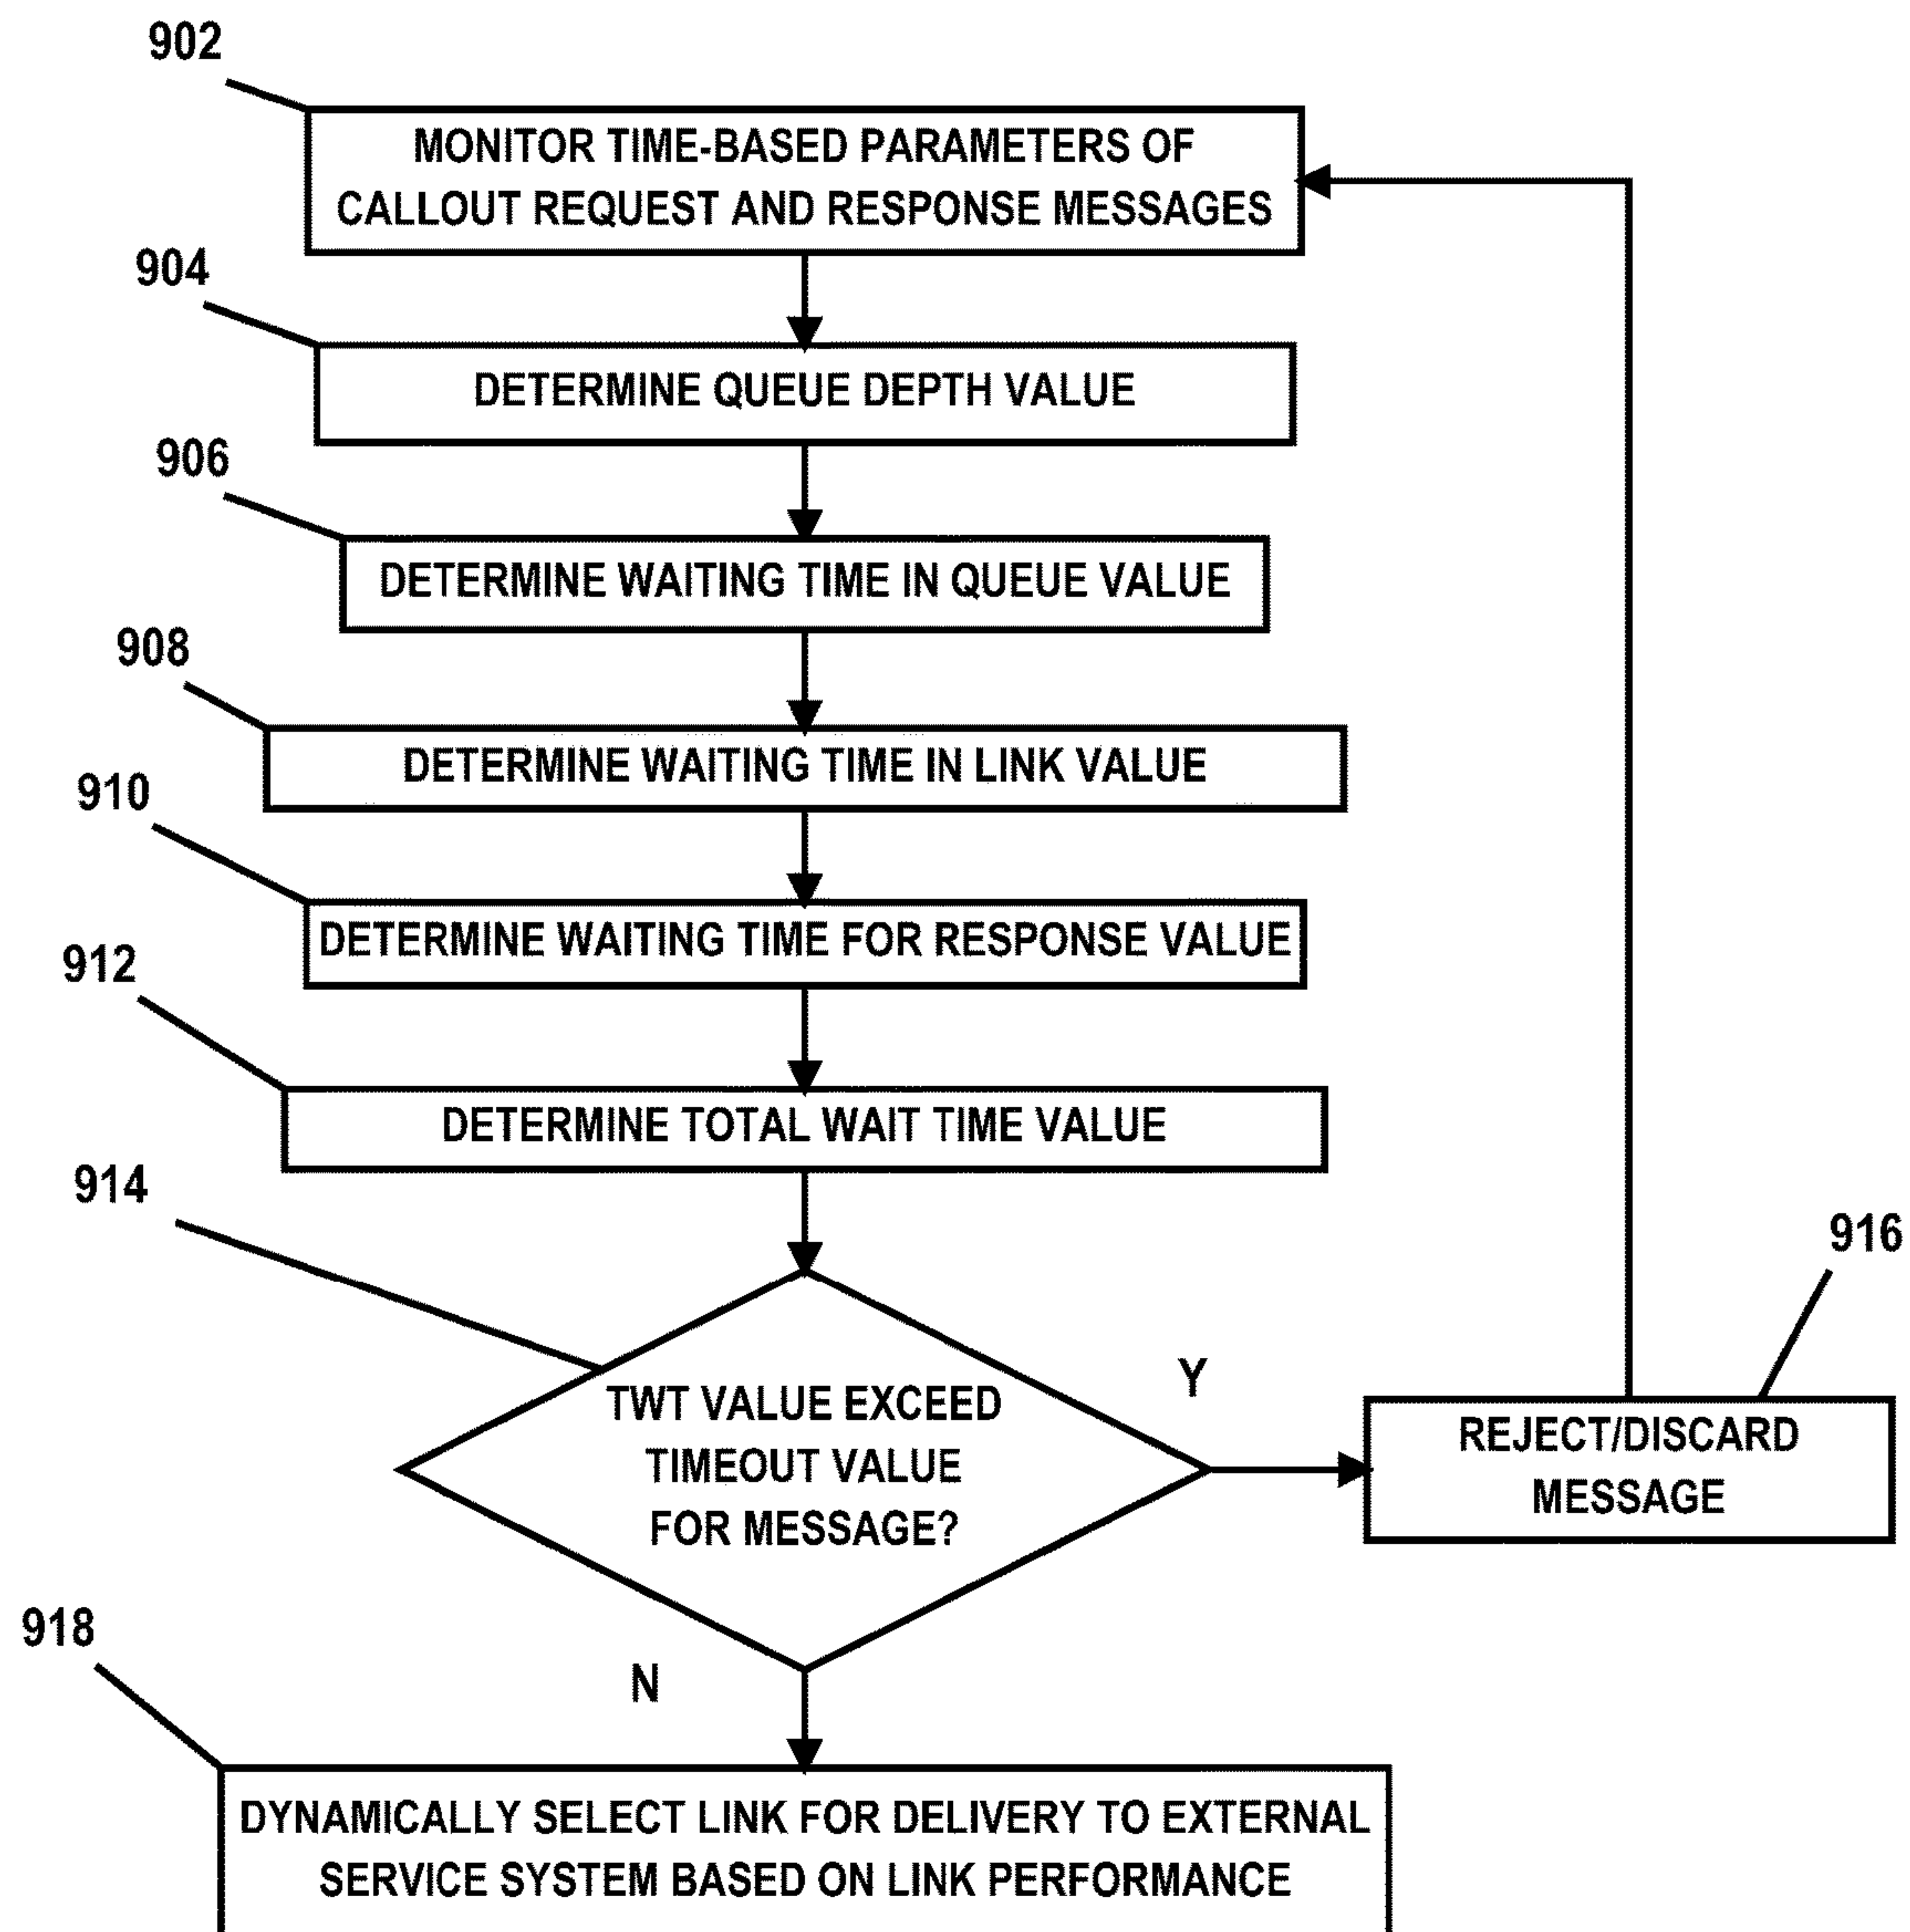 902
MONITOR TIME-BASED PARAMETERS OF
CALLOUT REQUEST AND RESPONSE MESSAGES
904
DETERMINE QUEUE DEPTH VALUE
906
DETERMINE WAITING TIME IN QUEUE VALUE
908
DETERMINE WAITING TIME IN LINK VALUE
910
DETERMINE WAITING TIME FOR RESPONSE VALUE
912
DETERMINE TOTAL WAIT TIME VALUE
914
TWT VALUE EXCEED
TIMEOUT VALUE
FOR MESSAGE?
Y
916
REJECT/DISCARD
MESSAGE
N
918
DYNAMICALLY SELECT LINK FOR DELIVERY TO EXTERNAL
SERVICE SYSTEM BASED ON LINK PERFORMANCE